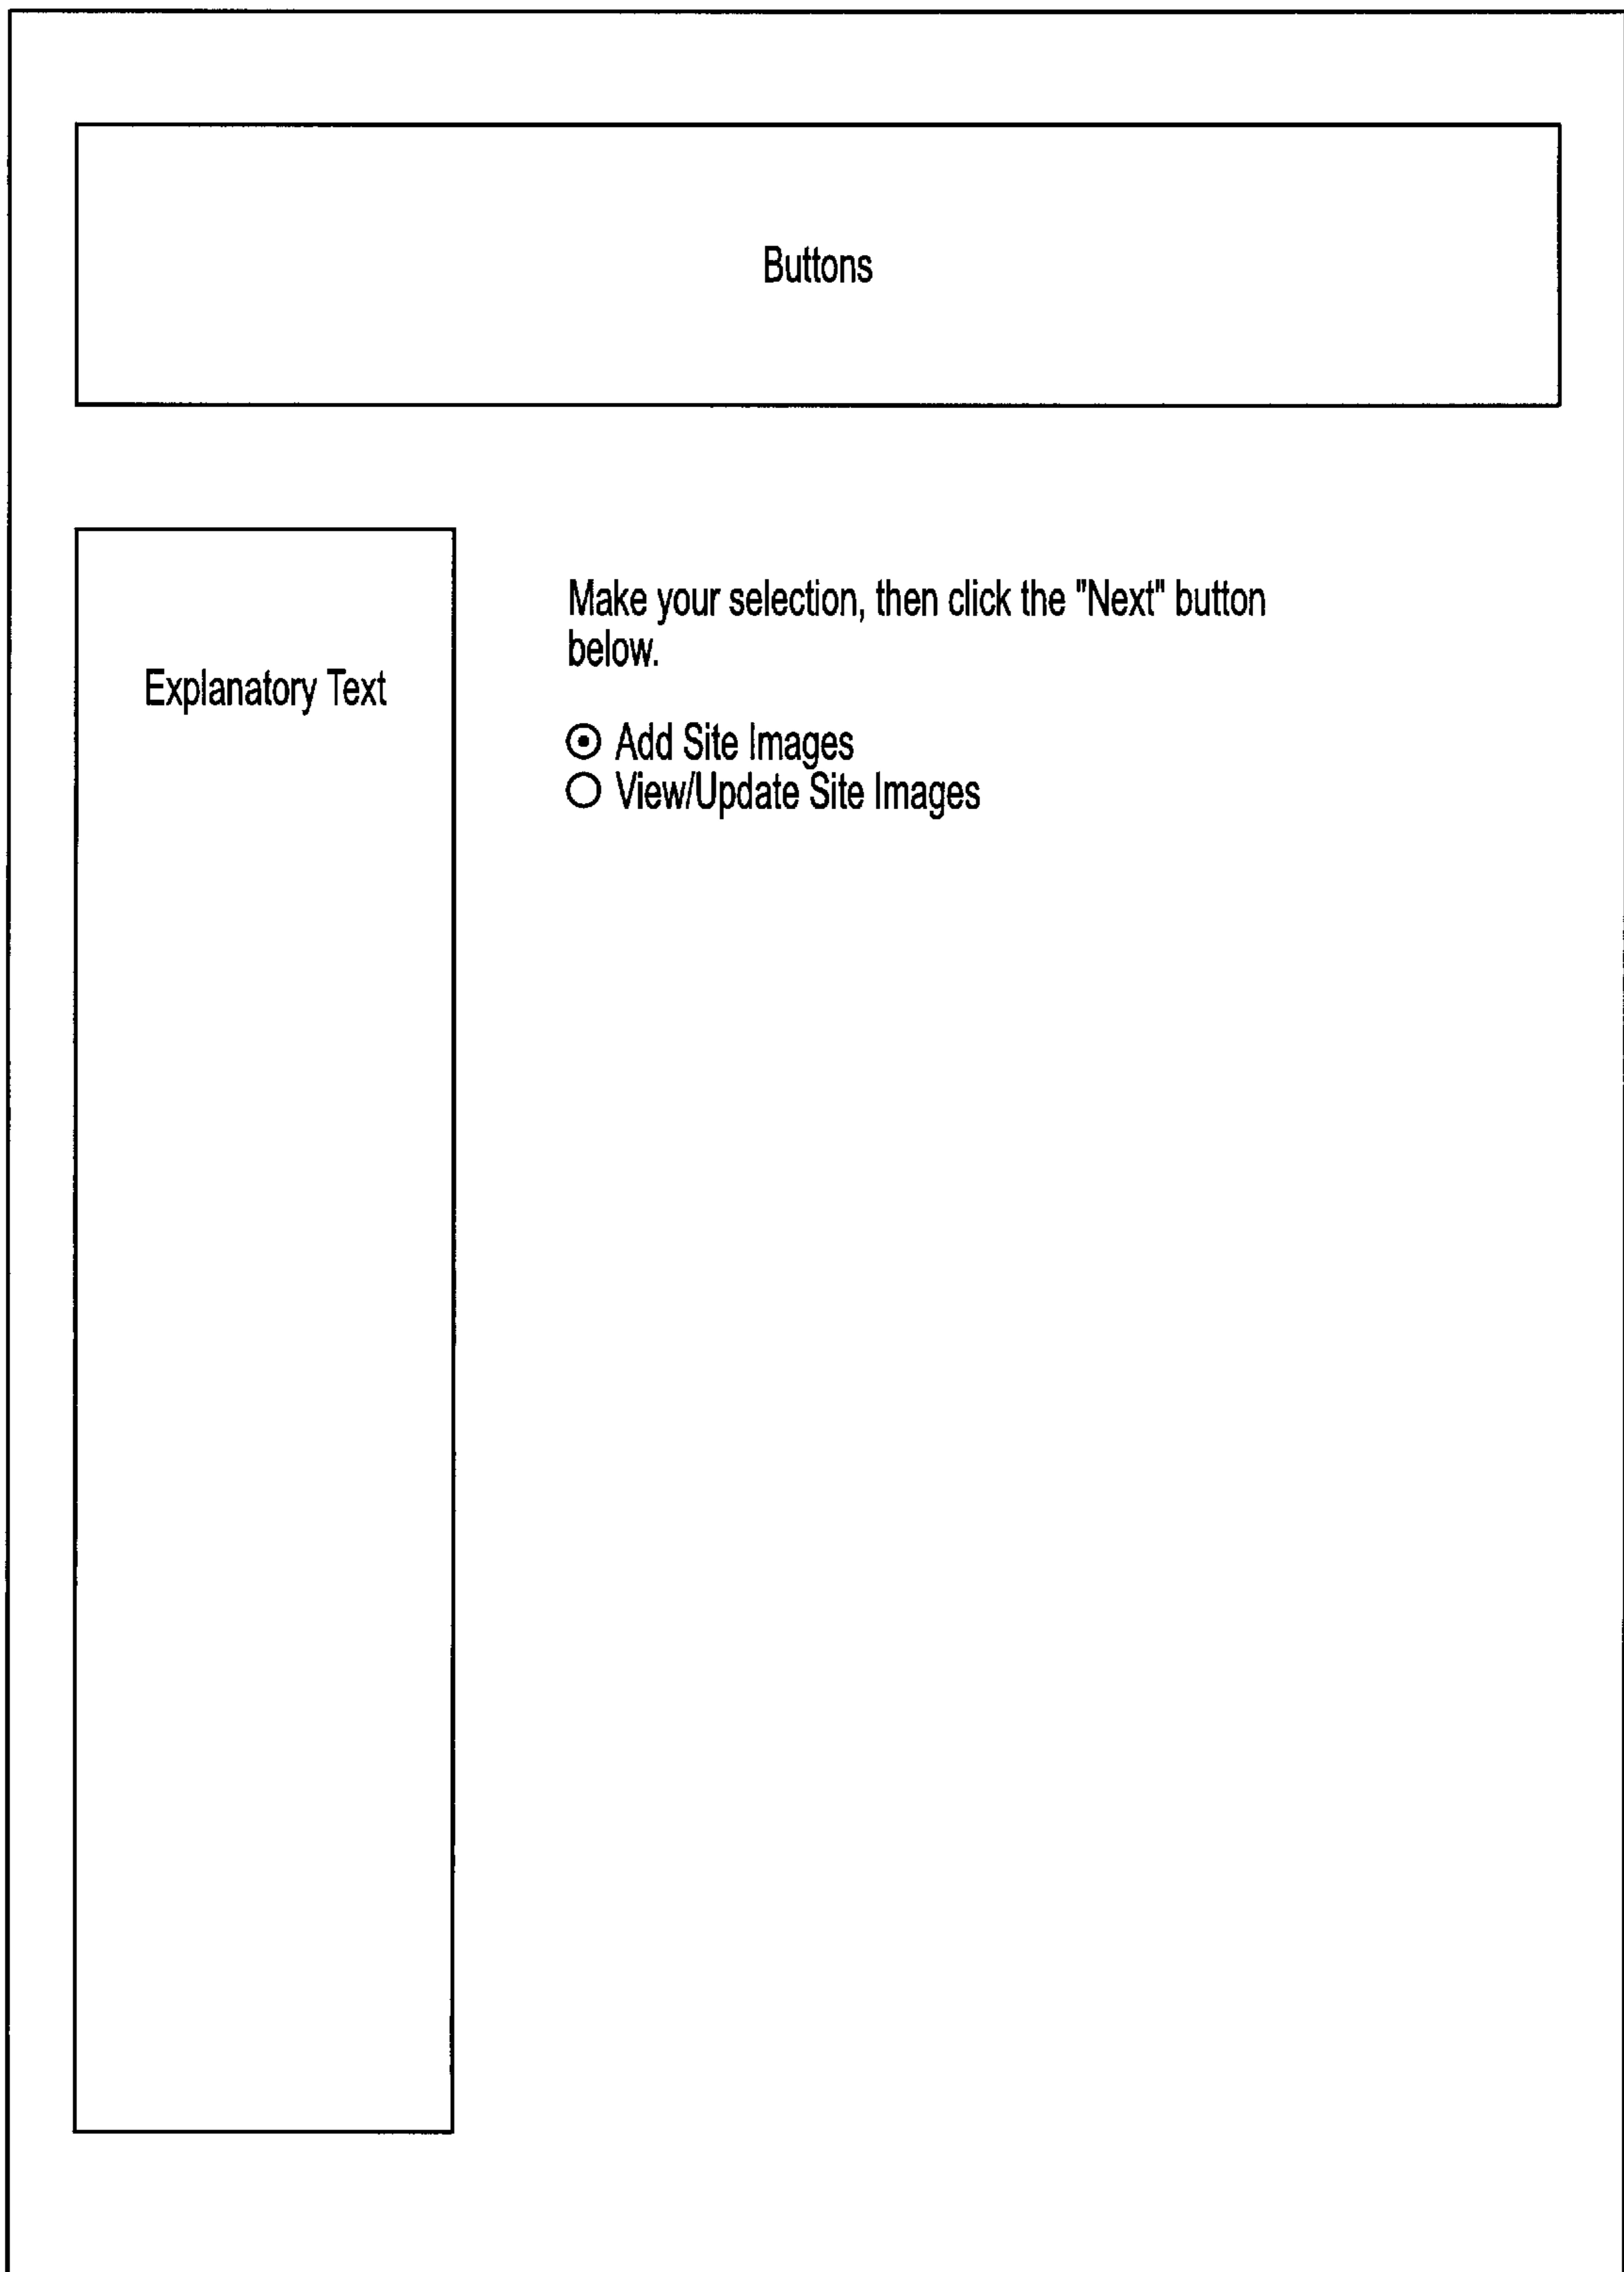 Buttons
Explanatory Text
Make your selection, then click the "Next" button
below.
Add Site Images
View/Update Site Images